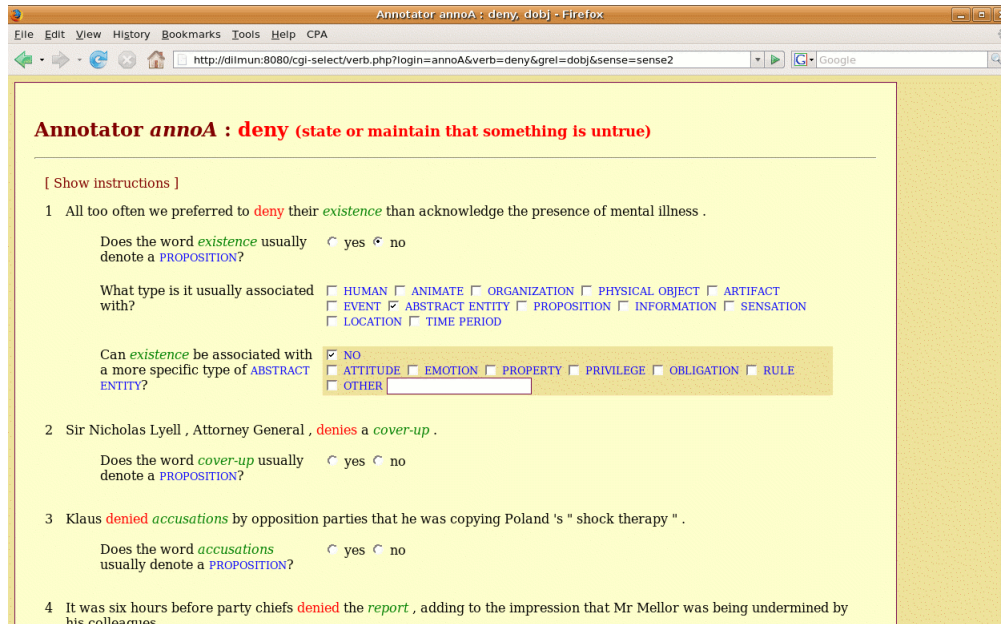 Annotator annoA : deny, dobj - Firefox
File Edit View History Bookmarks Tools Help CPA
http://dilmun:8080/cgi-select/verb.php?login=annoA&verb=deny&grel=dobj&sense=sense2
G Google
Annotator annoA : deny (state or maintain that something is untrue)
[ Show instructions ]
1 All too often we preferred to deny their existence than acknowledge the presence of mental illness .
Does the word existence usually yes no
denote a PROPOSITION?
What type is it usually associated HUMAN ANIMATE ORGANIZATION PHYSICAL OBJECT ARTIFACT
with? EVENT ABSTRACT ENTITY PROPOSITION INFORMATION SENSATION
LOCATION TIME PERIOD
Can existence be associated with NO
a more specific type of ABSTRACT ATTITUDE EMOTION PROPERTY PRIVILEGE OBLIGATION RULE
ENTITY? OTHER
2 Sir Nicholas Lyell , Attorney General , denies a cover-up .
Does the word cover-up usually yes no
denote a PROPOSITION?
3 Klaus denied accusations by opposition parties that he was copying Poland 's " shock therapy " .
Does the word accusations yes no
usually denote a PROPOSITION?
4 It was six hours before party chiefs denied the report , adding to the impression that Mr Mellor was being undermined by
his colleagues